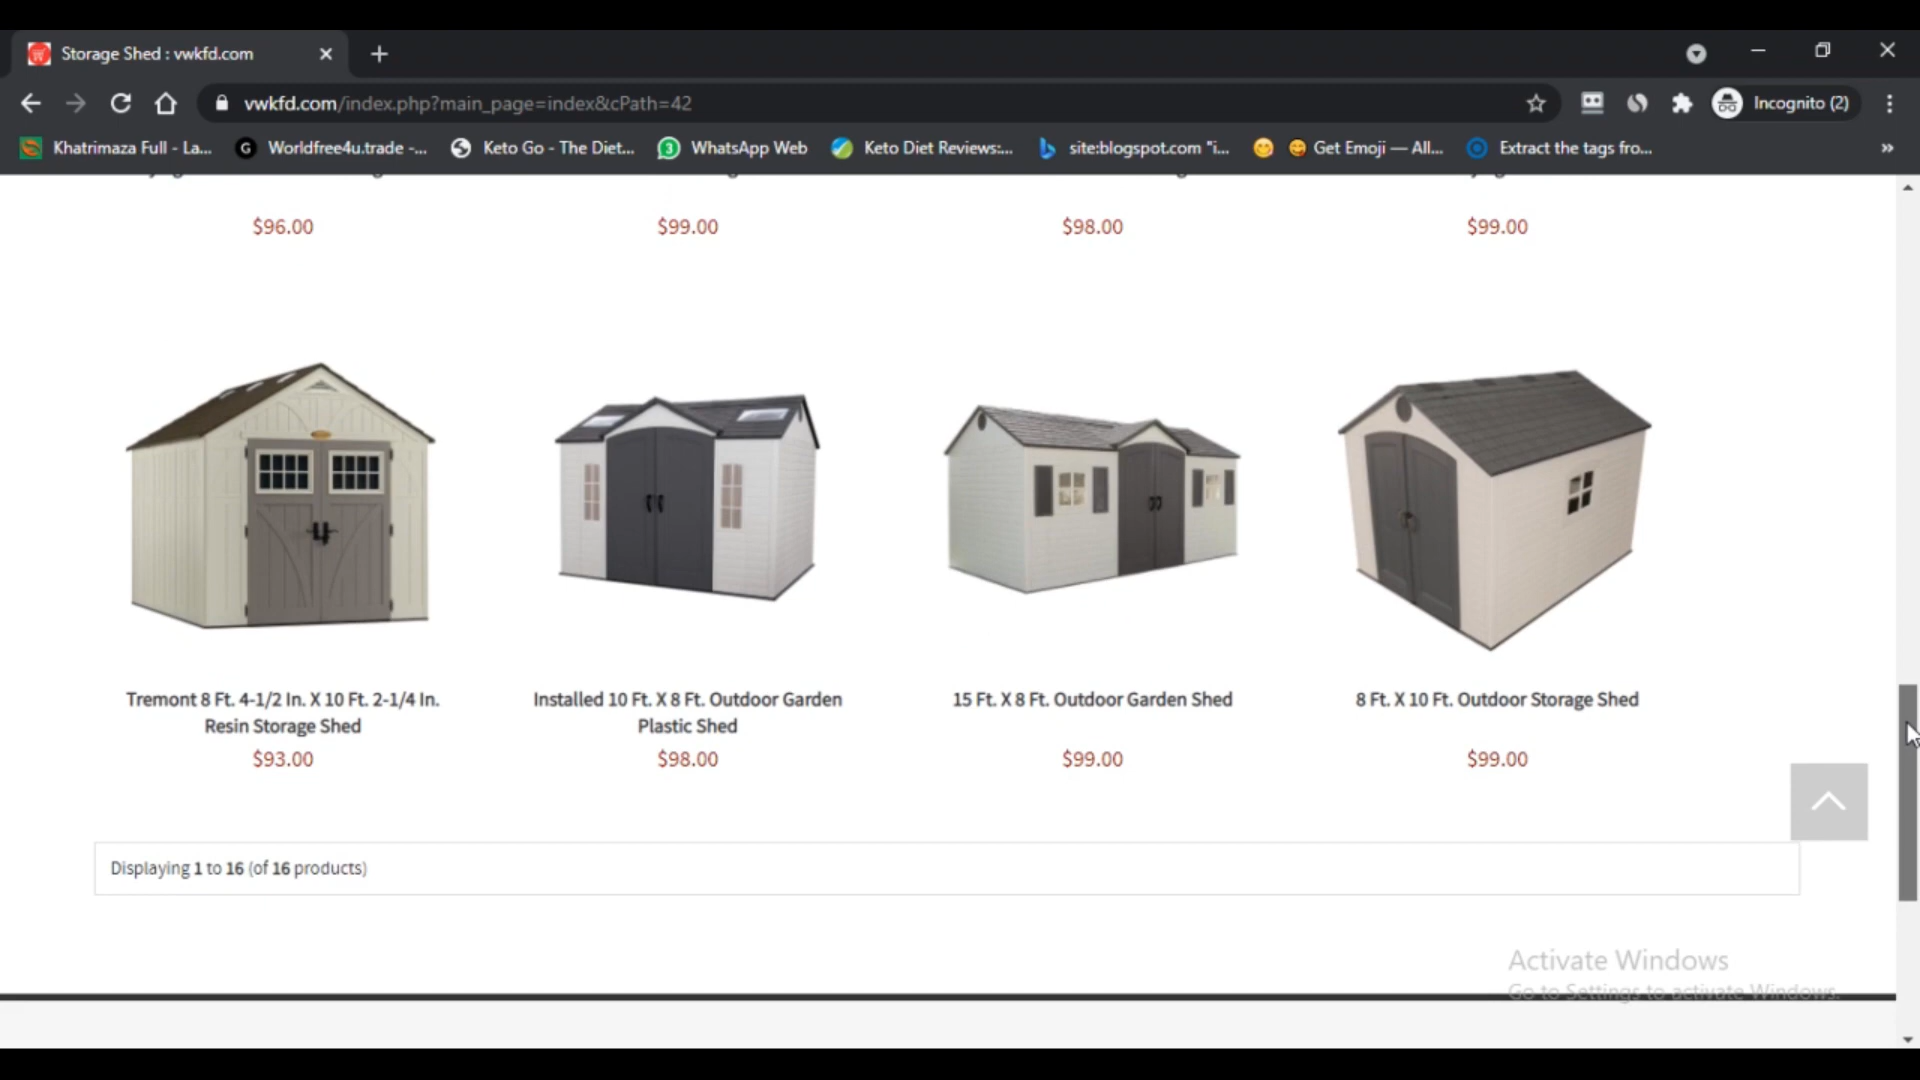 Storage Shed : vwkfd.com
vwkfd.com/index.php?main_page=index&cPath=42
Incognito (2)
Khatrimaza Full - La... Worldfree4u.trade -... Keto Go - The Diet... WhatsApp Web Keto Diet Reviews:... site:blogspot.com "i... Get Emoji — All... Extract the tags fro...
$96.00 $99.00 $98.00 $99.00
Tremont 8 Ft. 4-1/2 In. X 10 Ft. 2-1/4 In.
Resin Storage Shed
$93.00
Installed 10 Ft. X 8 Ft. Outdoor Garden
Plastic Shed
$98.00
15 Ft. X 8 Ft. Outdoor Garden Shed
$99.00
8 Ft. X 10 Ft. Outdoor Storage Shed
$99.00
Displaying 1 to 16 (of 16 products)
Activate Windows
Go to Settings to activate Windows.